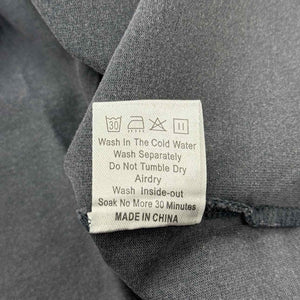 30
Wash In The Cold Water
Wash Separately
Do Not Tumble Dry
Airdry
Wash Inside-out
Soak No More 30 Minutes
MADE IN CHINA